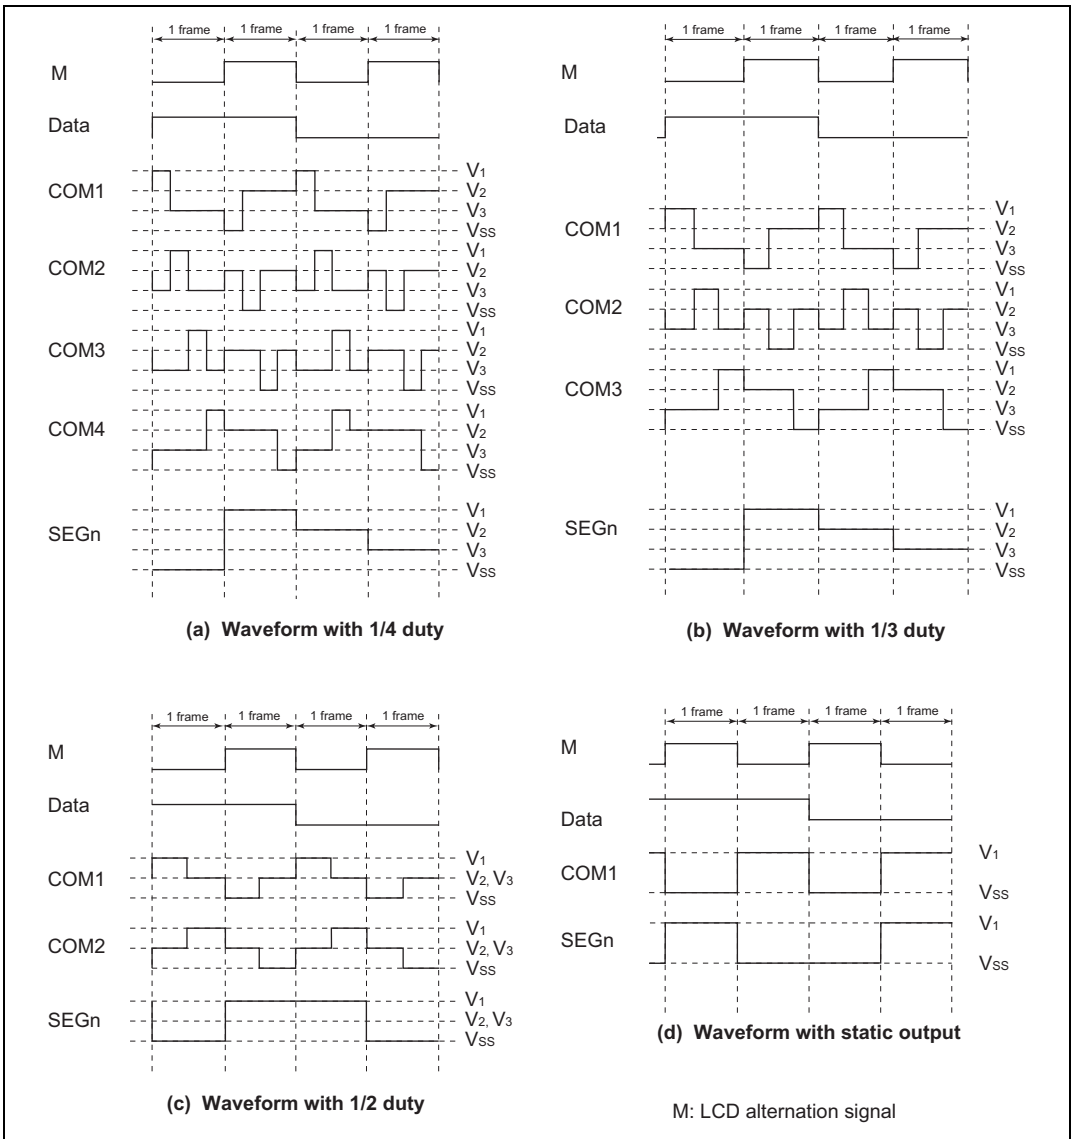 1 frame 1 frame 1 frame 1 frame
M
Data
COM1
V1
V2
V3
VSS
COM2
V1
V2
V3
VSS
COM3
V1
V2
V3
VSS
COM4
V1
V2
V3
VSS
SEGn
V1
V2
V3
VSS
(a) Waveform with 1/4 duty
1 frame 1 frame 1 frame 1 frame
M
Data
COM1
V1
V2
V3
VSS
COM2
V1
V2
V3
VSS
COM3
V1
V2
V3
VSS
SEGn
V1
V2
V3
VSS
(b) Waveform with 1/3 duty
1 frame 1 frame 1 frame 1 frame
M
Data
COM1
V1
V2, V3
VSS
COM2
V1
V2, V3
VSS
SEGn
V1
V2, V3
VSS
(c) Waveform with 1/2 duty
1 frame 1 frame 1 frame 1 frame
M
Data
COM1
V1
VSS
SEGn
V1
VSS
(d) Waveform with static output
M: LCD alternation signal